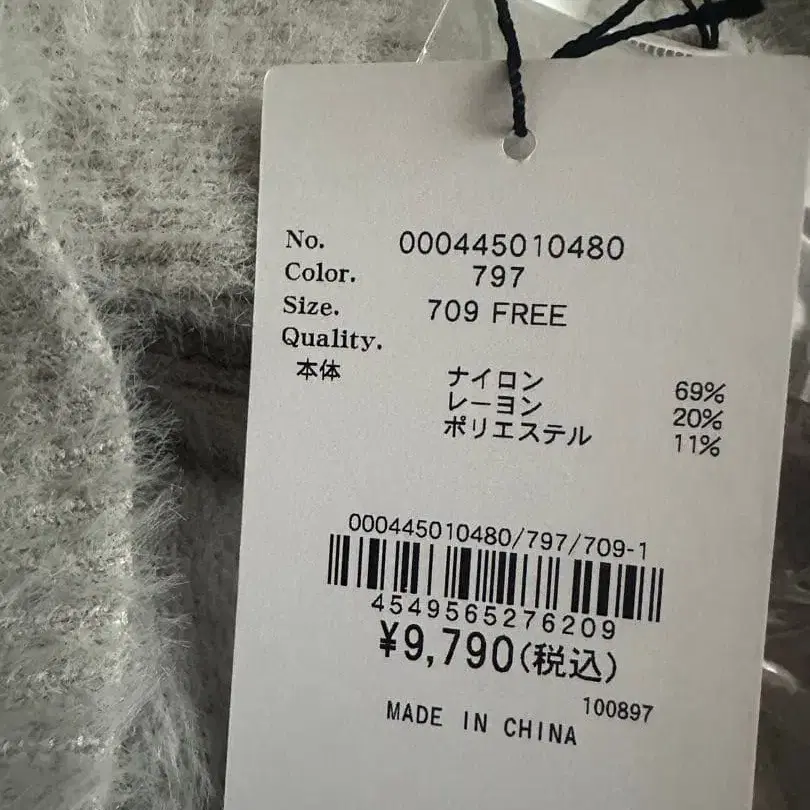 No. 000445010480
Color. 797
Size. 709 FREE
Quality.
本体 ナイロン 69%
レーヨン 20%
ポリエステル 11%
000445010480/797/709-1
4549565276209
¥9,790(税込)
100897
MADE IN CHINA